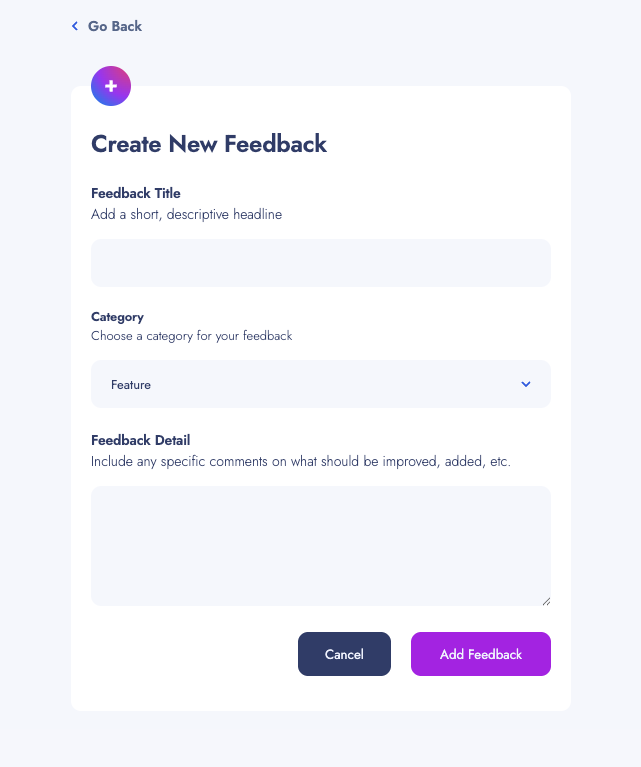 Go Back
+
Create New Feedback
Feedback Title
Add a short, descriptive headline
Category
Choose a category for your feedback
Feature
Feedback Detail
Include any specific comments on what should be improved, added, etc.
Cancel
Add Feedback